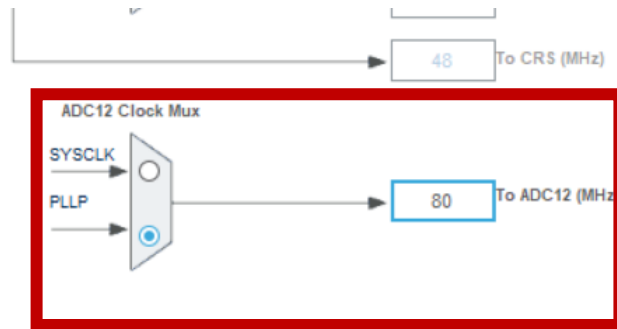 48 To CRS (MHz)
ADC12 Clock Mux
SYSCLK
PLLP
80 To ADC12 (MHz